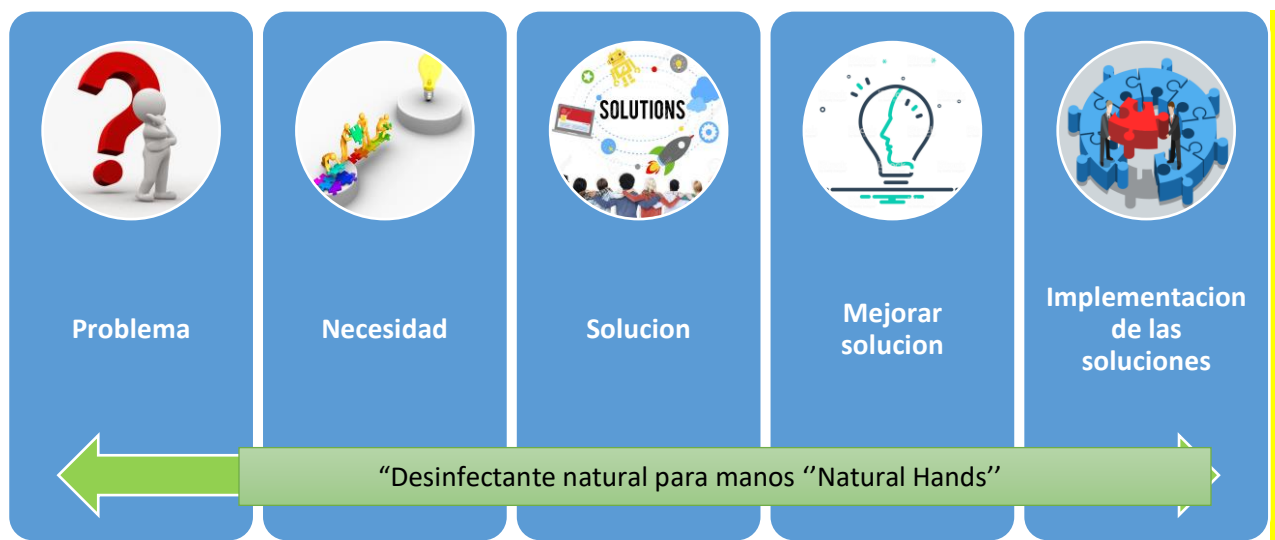 SOLUTIONS
Problema
Necesidad
Solucion
Mejorar
solucion
Implementacion
de las
soluciones
“Desinfectante natural para manos ‘’Natural Hands’’